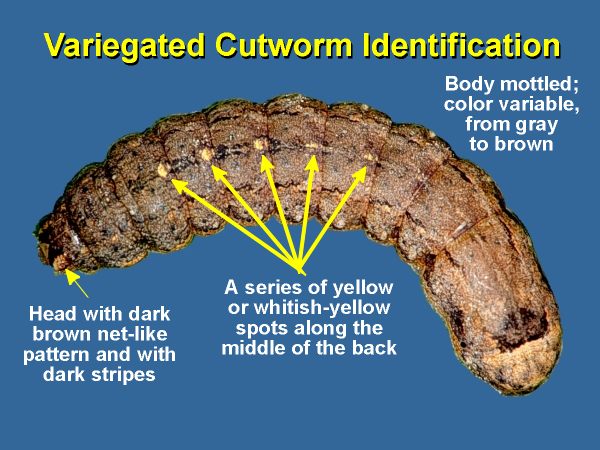 Variegated Cutworm Identification
Body mottled;
color variable,
from gray
to brown
A series of yellow
or whitish-yellow
spots along the
middle of the back
Head with dark
brown net-like
pattern and with
dark stripes